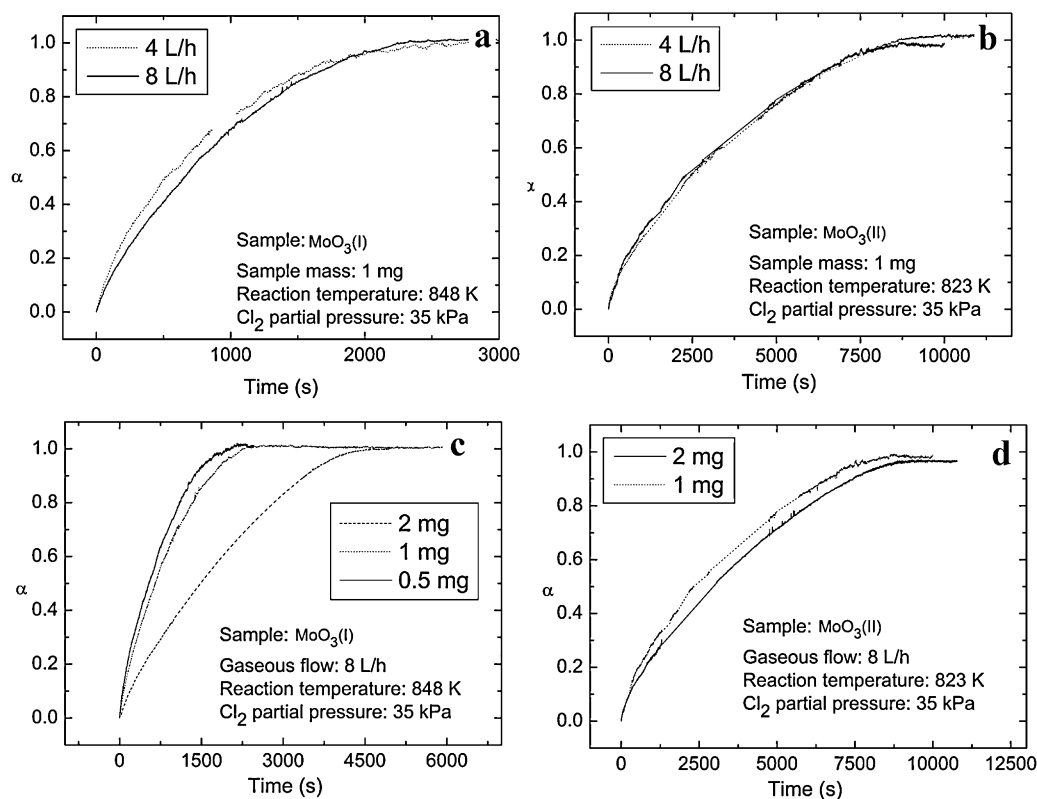 a
4 L/h
8 L/h
1.0
0.8
0.6
0.4
0.2
0.0
α
Sample: MoO3(I)
Sample mass: 1 mg
Reaction temperature: 848 K
Cl2 partial pressure: 35 kPa
0 1000 2000 3000
Time (s)
b
4 L/h
8 L/h
1.0
0.8
0.6
0.4
0.2
0.0
χ
Sample: MoO3(II)
Sample mass: 1 mg
Reaction temperature: 823 K
Cl2 partial pressure: 35 kPa
0 2500 5000 7500 10000
Time (s)
c
1.0
0.8
0.6
0.4
0.2
0.0
α
2 mg
1 mg
0.5 mg
Sample: MoO3(I)
Gaseous flow: 8 L/h
Reaction temperature: 848 K
Cl2 partial pressure: 35 kPa
0 1500 3000 4500 6000
Time (s)
d
2 mg
1 mg
1.0
0.8
0.6
0.4
0.2
0.0
α
Sample: MoO3(II)
Gaseous flow: 8 L/h
Reaction temperature: 823 K
Cl2 partial pressure: 35 kPa
0 2500 5000 7500 10000 12500
Time (s)